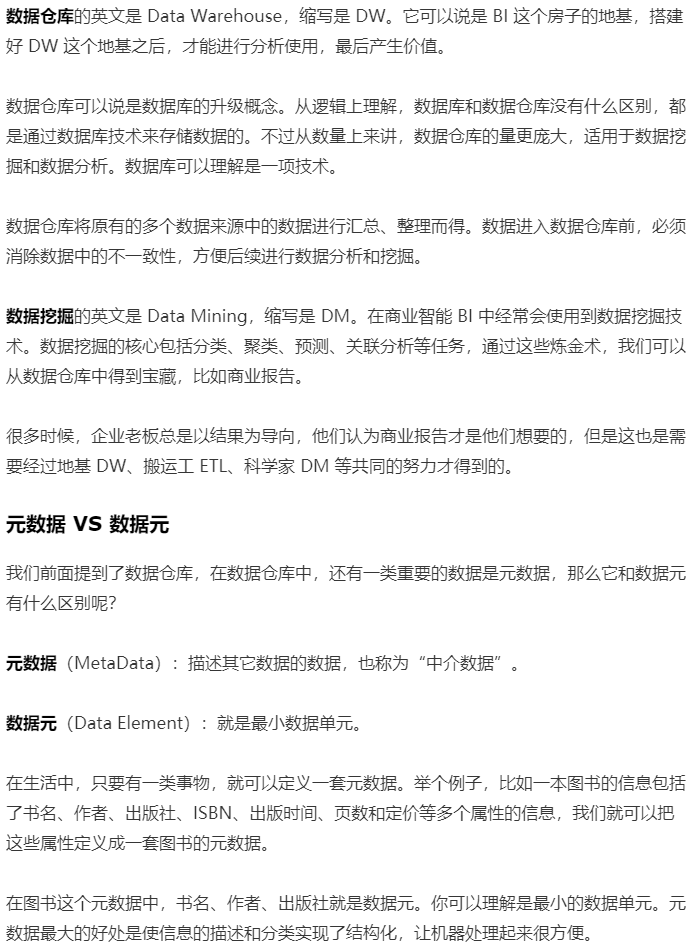 数据仓库的英文是 Data Warehouse，缩写是 DW。它可以说是 BI 这个房子的地基，搭建
好 DW 这个地基之后，才能进行分析使用，最后产生价值。
数据仓库可以说是数据库的升级概念。从逻辑上理解，数据库和数据仓库没有什么区别，都
是通过数据库技术来存储数据的。不过从数量上来讲，数据仓库的量更庞大，适用于数据挖
掘和数据分析。数据库可以理解是一项技术。
数据仓库将原有的多个数据来源中的数据进行汇总、整理而得。数据进入数据仓库前，必须
消除数据中的不一致性，方便后续进行数据分析和挖掘。
数据挖掘的英文是 Data Mining，缩写是 DM。在商业智能 BI 中经常会使用到数据挖掘技
术。数据挖掘的核心包括分类、聚类、预测、关联分析等任务，通过这些炼金术，我们可以
从数据仓库中得到宝藏，比如商业报告。
很多时候，企业老板总是以结果为导向，他们认为商业报告才是他们想要的，但是这也是需
要经过地基 DW、搬运工 ETL、科学家 DM 等共同的努力才得到的。
元数据 VS 数据元
我们前面提到了数据仓库，在数据仓库中，还有一类重要的数据是元数据，那么它和数据元
有什么区别呢？
元数据（MetaData）：描述其它数据的数据，也称为“中介数据”。
数据元（Data Element）：就是最小数据单元。
在生活中，只要有一类事物，就可以定义一套元数据。举个例子，比如一本图书的信息包括
了书名、作者、出版社、ISBN、出版时间、页数和定价等多个属性的信息，我们就可以把
这些属性定义成一套图书的元数据。
在图书这个元数据中，书名、作者、出版社就是数据元。你可以理解是最小的数据单元。元
数据最大的好处是使信息的描述和分类实现了结构化，让机器处理起来很方便。